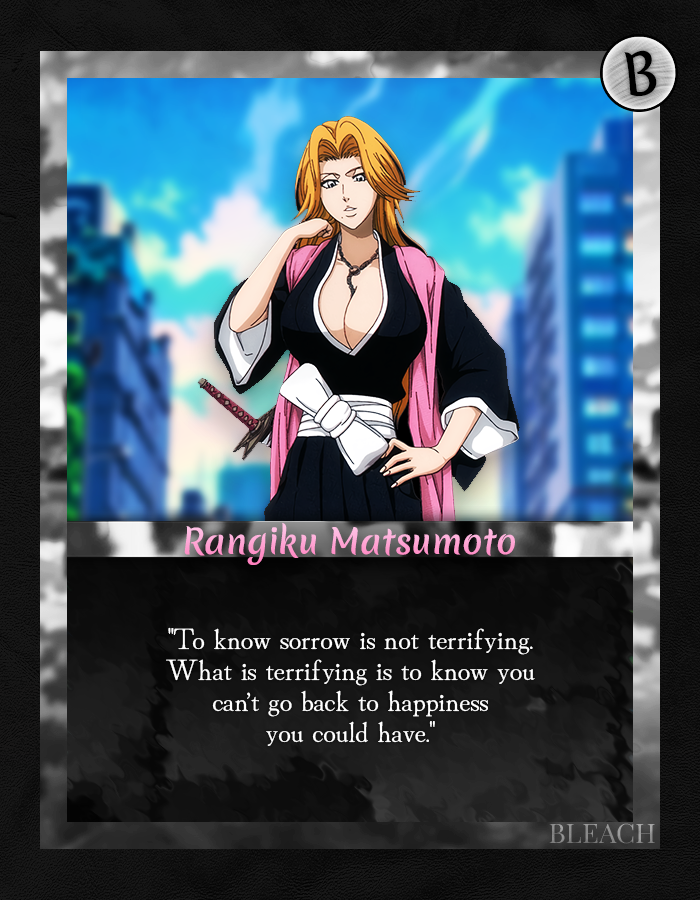 B
Rangiku Matsumoto
"To know sorrow is not terrifying.
What is terrifying is to know you
can't go back to happiness
you could have."
BLEACH